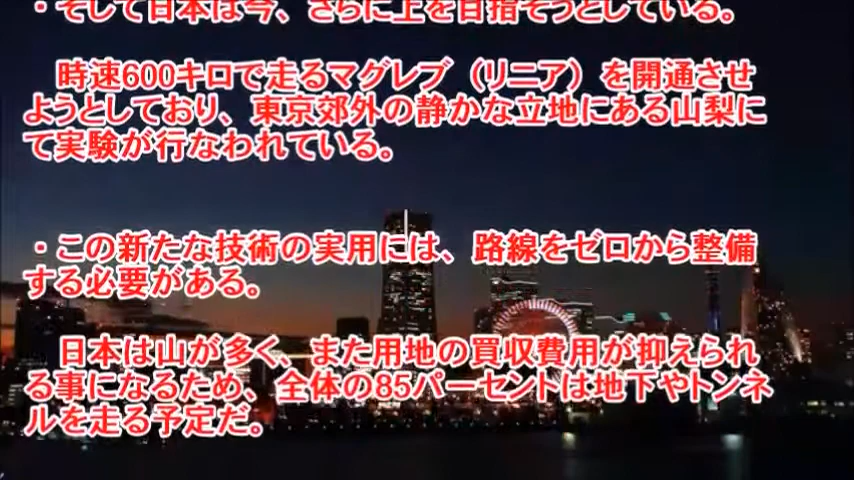 ・そして日本は今、さらに上を目指そうとしている。
時速600キロで走るマグレブ（リニア）を開通させ
ようとしており、東京郊外の静かな立地にある山梨に
て実験が行なわれている。
・この新たな技術の実用には、路線をゼロから整備
する必要がある。
日本は山が多く、また用地の買収費用が抑えられ
る事になるため、全体の85パーセントは地下やトンネ
ルを走る予定だ。